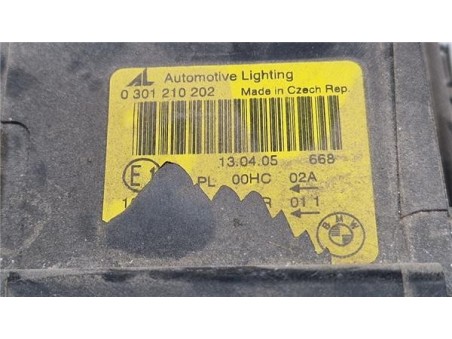 AL Automotive Lighting
0 301 210 202 Made in Czech Rep.
13.04.05 668
E PL 00HC 02A
R 01 1
BMW